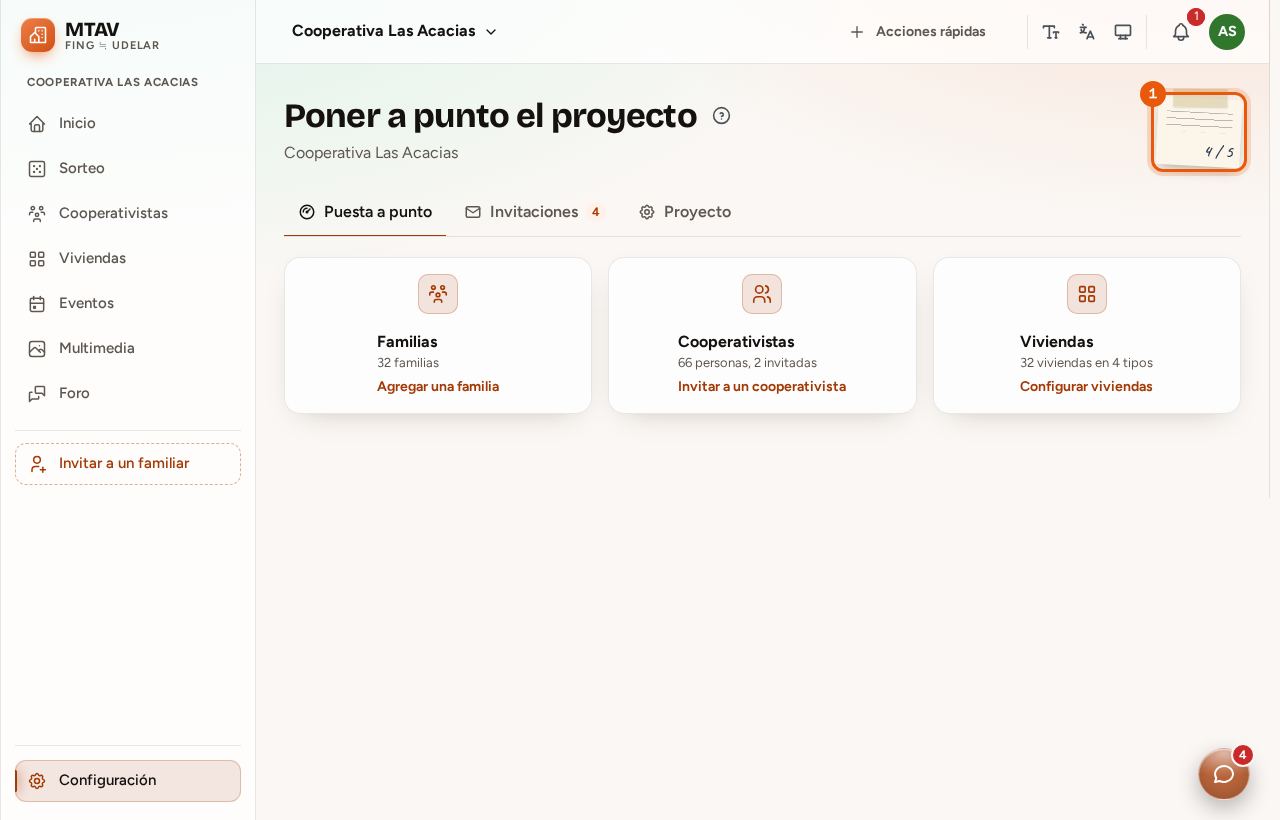 MTAV
FING ≒ UDELAR
COOPERATIVA LAS ACACIAS
Inicio
Sorteo
Cooperativistas
Viviendas
Eventos
Multimedia
Foro
Invitar a un familiar
Configuración
Cooperativa Las Acacias
Acciones rápidas
1
AS
Poner a punto el proyecto
Cooperativa Las Acacias
1
4 / 5
Puesta a punto
Invitaciones 4
Proyecto
Familias
32 familias
Agregar una familia
Cooperativistas
66 personas, 2 invitadas
Invitar a un cooperativista
Viviendas
32 viviendas en 4 tipos
Configurar viviendas
4